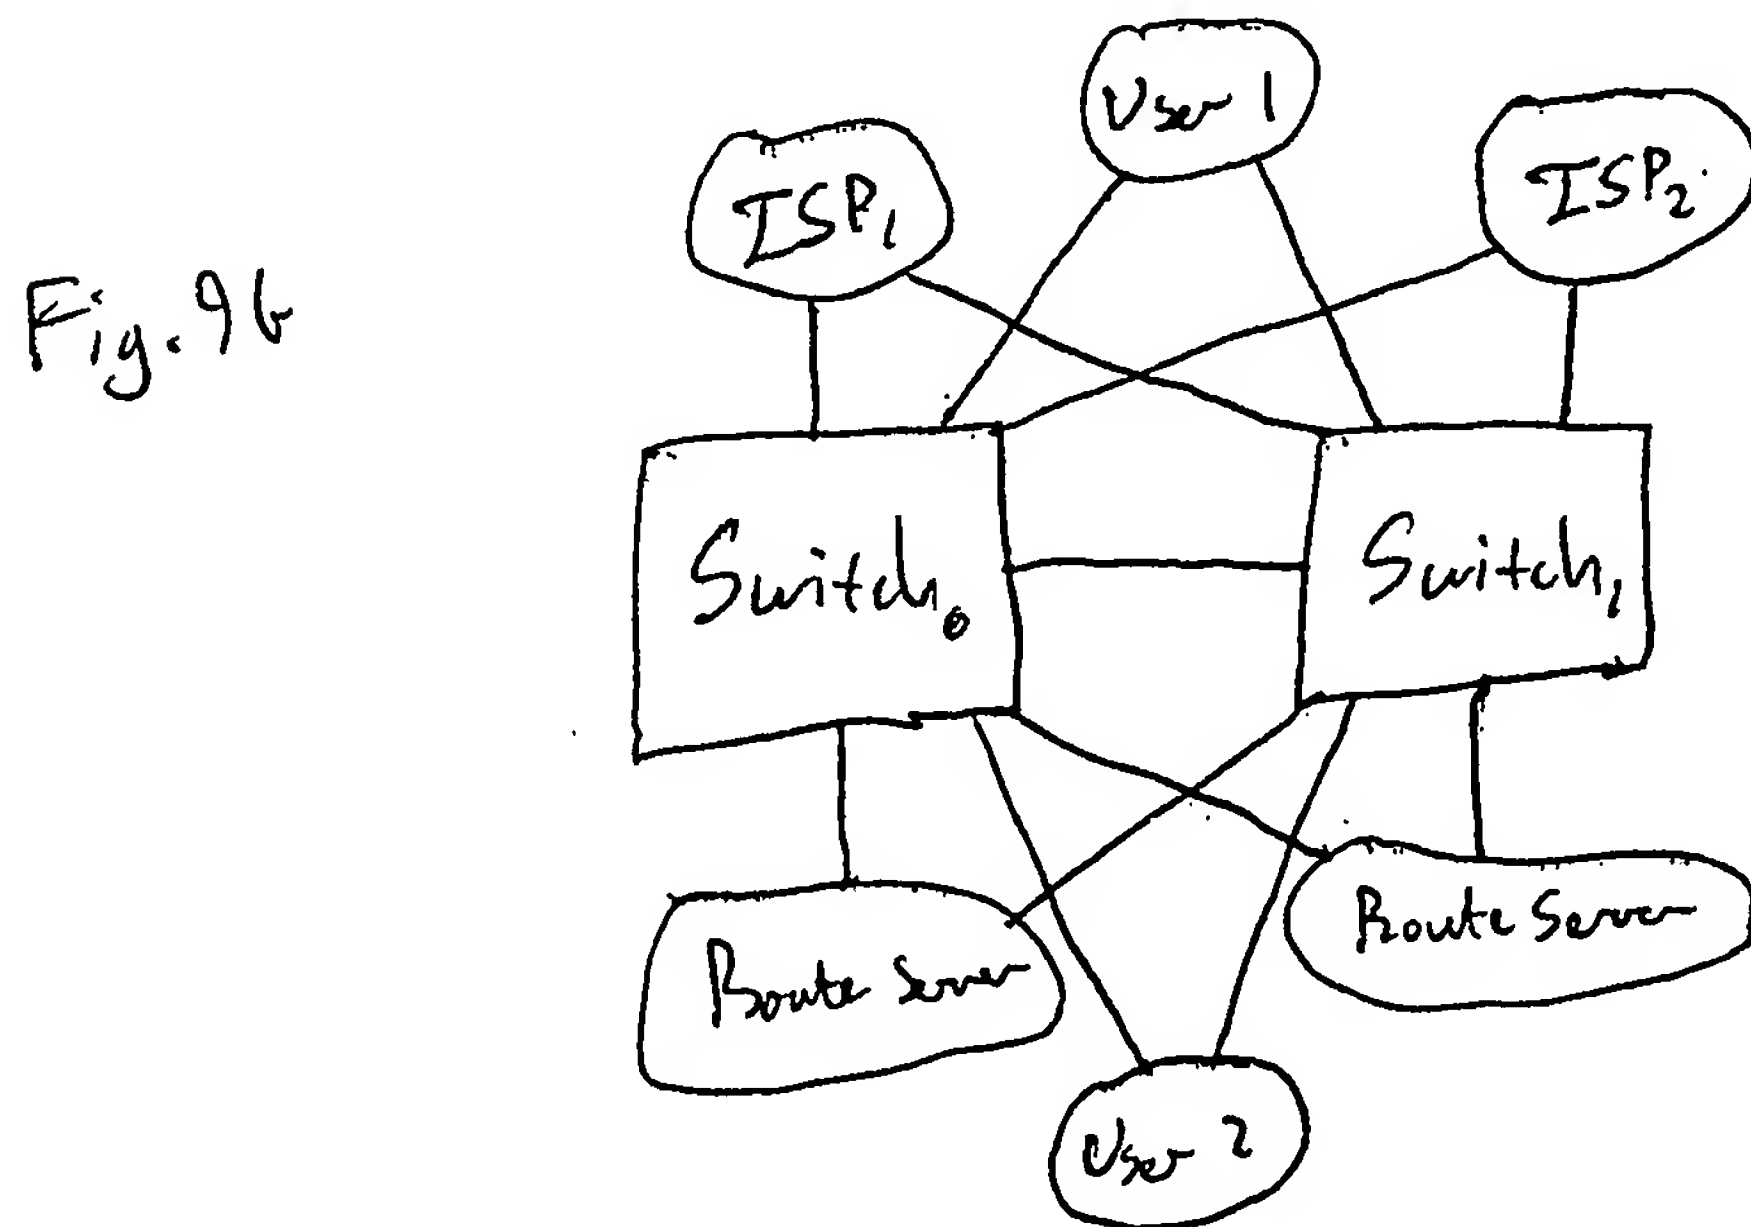 User 1
ISP1
ISP2
Fig. 9b
Switch0
Switch1
Route Server
Route Server
User 2